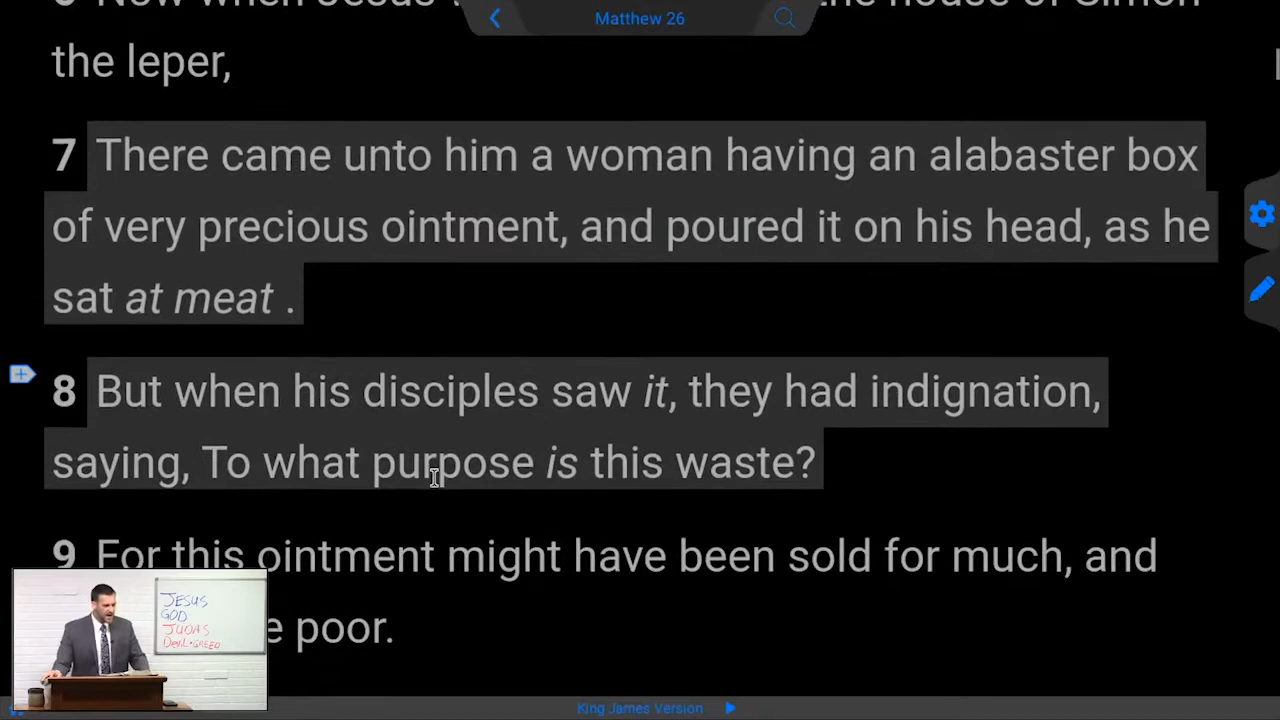 Matthew 26
the leper,
7 There came unto him a woman having an alabaster box
of very precious ointment, and poured it on his head, as he
sat at meat .
8 But when his disciples saw it, they had indignation,
saying, To what purpose is this waste?
9 For this ointment might have been sold for much, and
poor.
JESUS
GOD
JUDAS
DevIL • GREED
King James Version